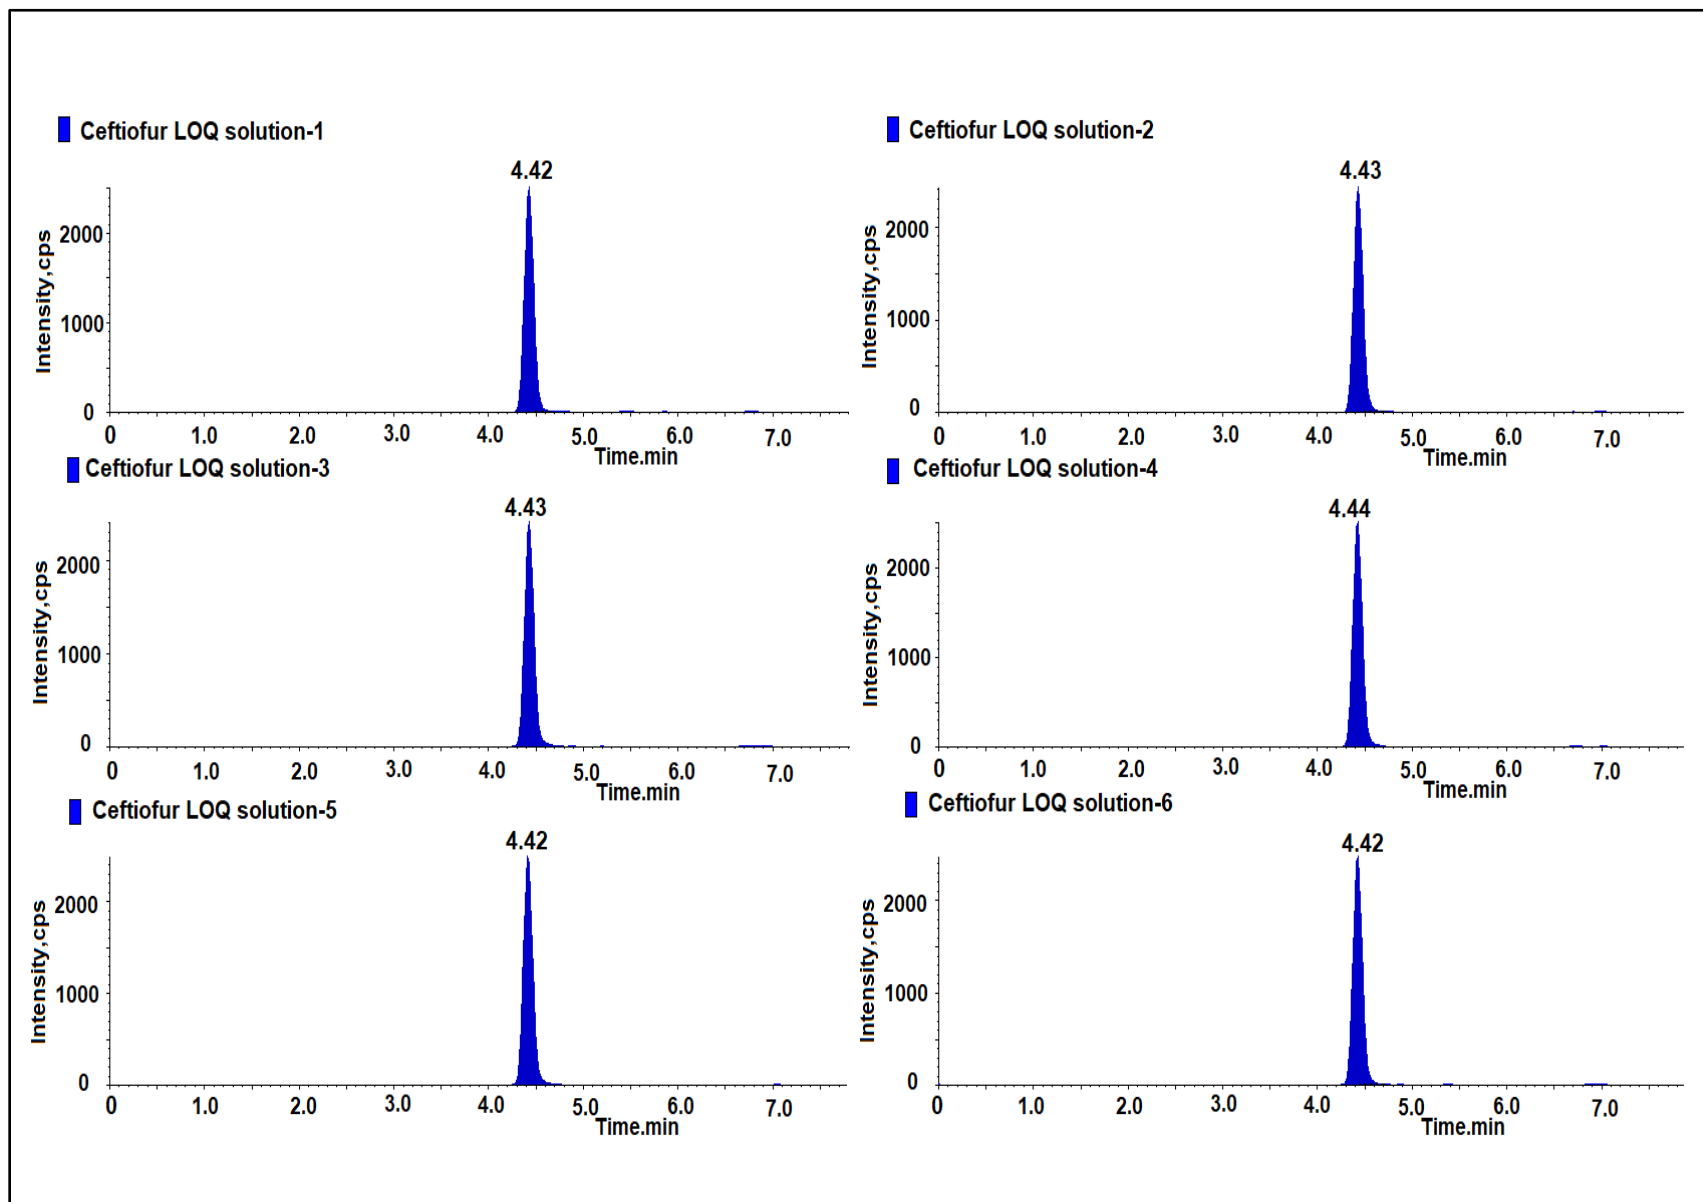 Ceftiofur LOQ solution-1
4.42
Intensity,cps
2000
1000
0
0 1.0 2.0 3.0 4.0 5.0 6.0 7.0
Time.min
Ceftiofur LOQ solution-2
4.43
Intensity,cps
2000
1000
0
0 1.0 2.0 3.0 4.0 5.0 6.0 7.0
Time.min
Ceftiofur LOQ solution-3
4.43
Intensity,cps
2000
1000
0
0 1.0 2.0 3.0 4.0 5.0 6.0 7.0
Time.min
Ceftiofur LOQ solution-4
4.44
Intensity,cps
2000
1000
0
0 1.0 2.0 3.0 4.0 5.0 6.0 7.0
Time.min
Ceftiofur LOQ solution-5
4.42
Intensity,cps
2000
1000
0
0 1.0 2.0 3.0 4.0 5.0 6.0 7.0
Time.min
Ceftiofur LOQ solution-6
4.42
Intensity,cps
2000
1000
0
0 1.0 2.0 3.0 4.0 5.0 6.0 7.0
Time.min